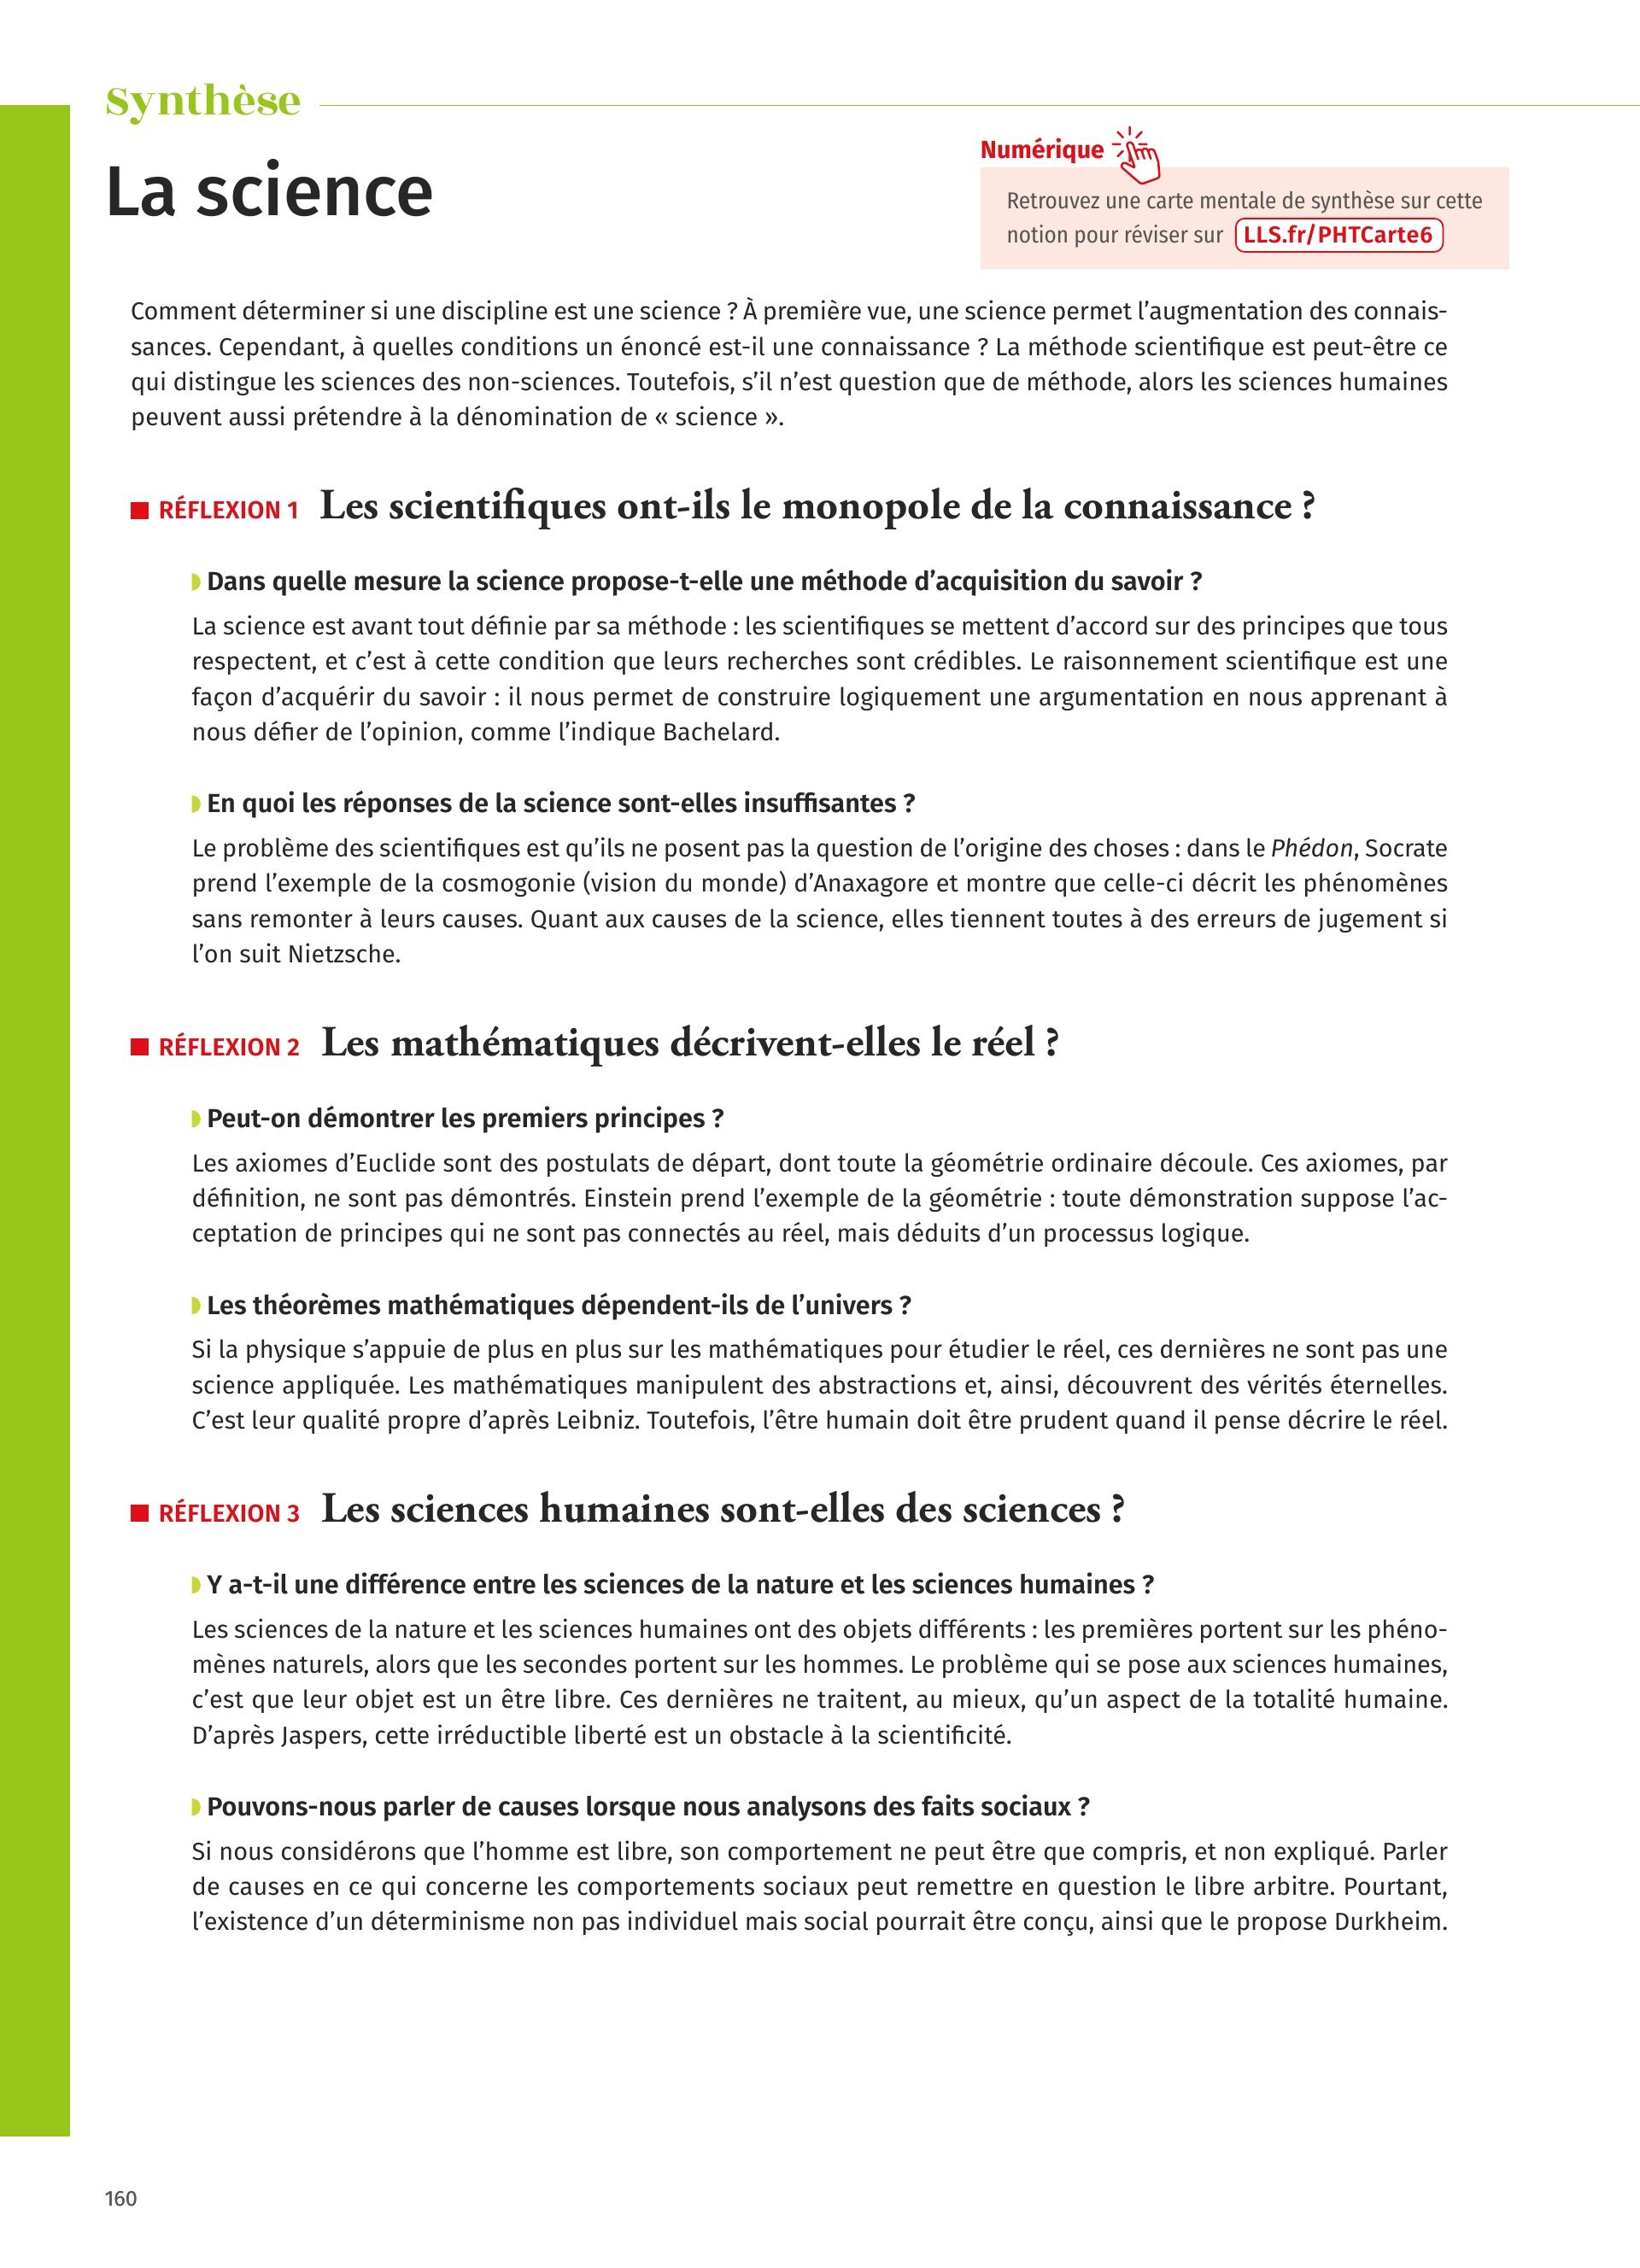 Synthèse
La science
Numérique
Retrouvez une carte mentale de synthèse sur cette
notion pour réviser sur LLS.fr/PHTCarte6
Comment déterminer si une discipline est une science ? À première vue, une science permet l’augmentation des connais-
sances. Cependant, à quelles conditions un énoncé est-il une connaissance ? La méthode scientifique est peut-être ce
qui distingue les sciences des non-sciences. Toutefois, s’il n’est question que de méthode, alors les sciences humaines
peuvent aussi prétendre à la dénomination de « science ».
RÉFLEXION 1 Les scientifiques ont-ils le monopole de la connaissance ?
Dans quelle mesure la science propose-t-elle une méthode d’acquisition du savoir ?
La science est avant tout définie par sa méthode : les scientifiques se mettent d’accord sur des principes que tous
respectent, et c’est à cette condition que leurs recherches sont crédibles. Le raisonnement scientifique est une
façon d’acquérir du savoir : il nous permet de construire logiquement une argumentation en nous apprenant à
nous défier de l’opinion, comme l’indique Bachelard.
En quoi les réponses de la science sont-elles insuffisantes ?
Le problème des scientifiques est qu’ils ne posent pas la question de l’origine des choses : dans le Phédon, Socrate
prend l’exemple de la cosmogonie (vision du monde) d’Anaxagore et montre que celle-ci décrit les phénomènes
sans remonter à leurs causes. Quant aux causes de la science, elles tiennent toutes à des erreurs de jugement si
l’on suit Nietzsche.
RÉFLEXION 2 Les mathématiques décrivent-elles le réel ?
Peut-on démontrer les premiers principes ?
Les axiomes d’Euclide sont des postulats de départ, dont toute la géométrie ordinaire découle. Ces axiomes, par
définition, ne sont pas démontrés. Einstein prend l’exemple de la géométrie : toute démonstration suppose l’ac-
ceptation de principes qui ne sont pas connectés au réel, mais déduits d’un processus logique.
Les théorèmes mathématiques dépendent-ils de l’univers ?
Si la physique s’appuie de plus en plus sur les mathématiques pour étudier le réel, ces dernières ne sont pas une
science appliquée. Les mathématiques manipulent des abstractions et, ainsi, découvrent des vérités éternelles.
C’est leur qualité propre d’après Leibniz. Toutefois, l’être humain doit être prudent quand il pense décrire le réel.
RÉFLEXION 3 Les sciences humaines sont-elles des sciences ?
Y a-t-il une différence entre les sciences de la nature et les sciences humaines ?
Les sciences de la nature et les sciences humaines ont des objets différents : les premières portent sur les phéno-
mènes naturels, alors que les secondes portent sur les hommes. Le problème qui se pose aux sciences humaines,
c’est que leur objet est un être libre. Ces dernières ne traitent, au mieux, qu’un aspect de la totalité humaine.
D’après Jaspers, cette irréductible liberté est un obstacle à la scientificité.
Pouvons-nous parler de causes lorsque nous analysons des faits sociaux ?
Si nous considérons que l’homme est libre, son comportement ne peut être que compris, et non expliqué. Parler
de causes en ce qui concerne les comportements sociaux peut remettre en question le libre arbitre. Pourtant,
l’existence d’un déterminisme non pas individuel mais social pourrait être conçu, ainsi que le propose Durkheim.
160